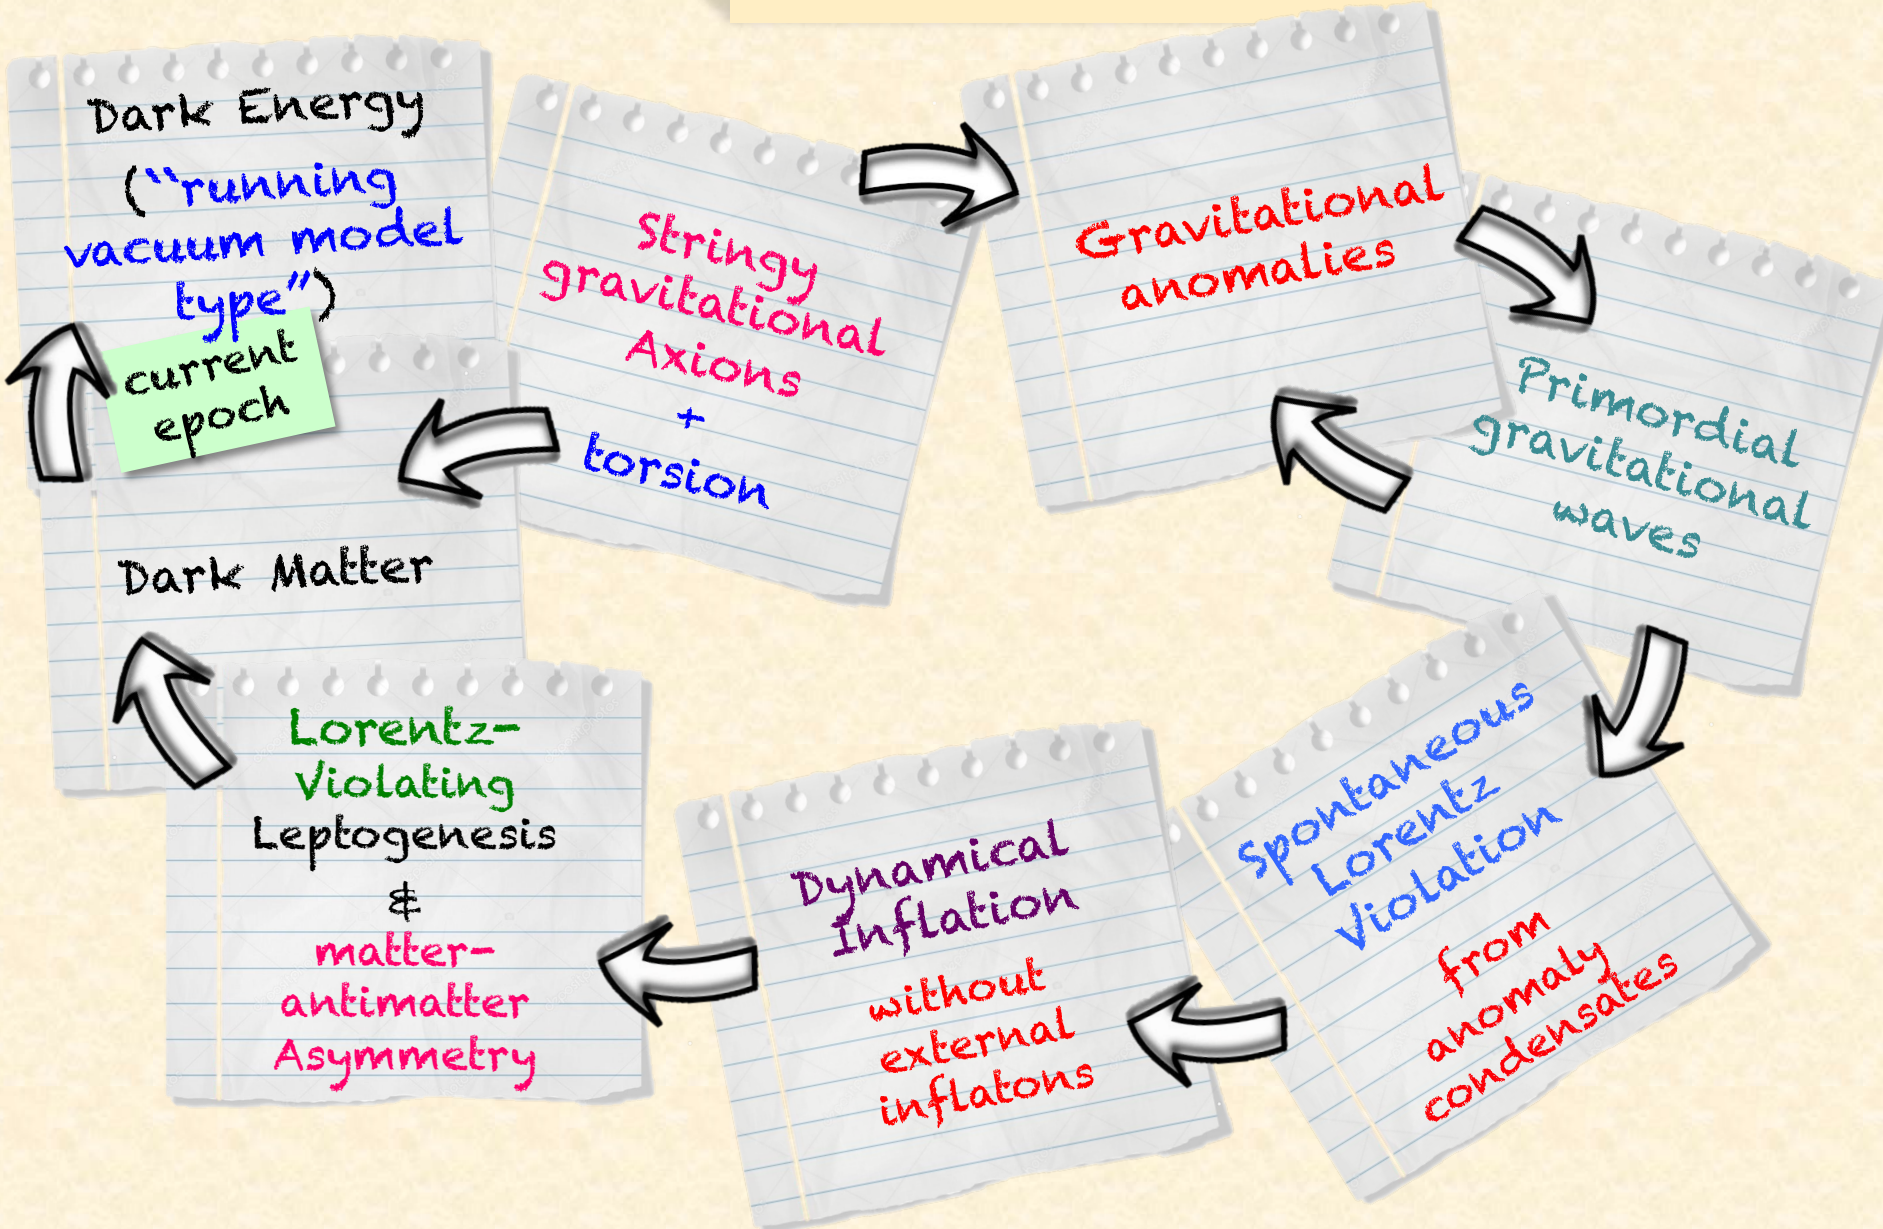 Dark Energy
(``running
vacuum model
type”)
current
epoch
Dark Matter
Stringy
gravitational
Axions
+
torsion
Gravitational
anomalies
Primordial
gravitational
waves
Spontaneous
Lorentz
Violation
from
anomaly
condensates
Dynamical
Inflation
without
external
inflatons
Lorentz-
Violating
Leptogenesis
&
matter-
antimatter
Asymmetry